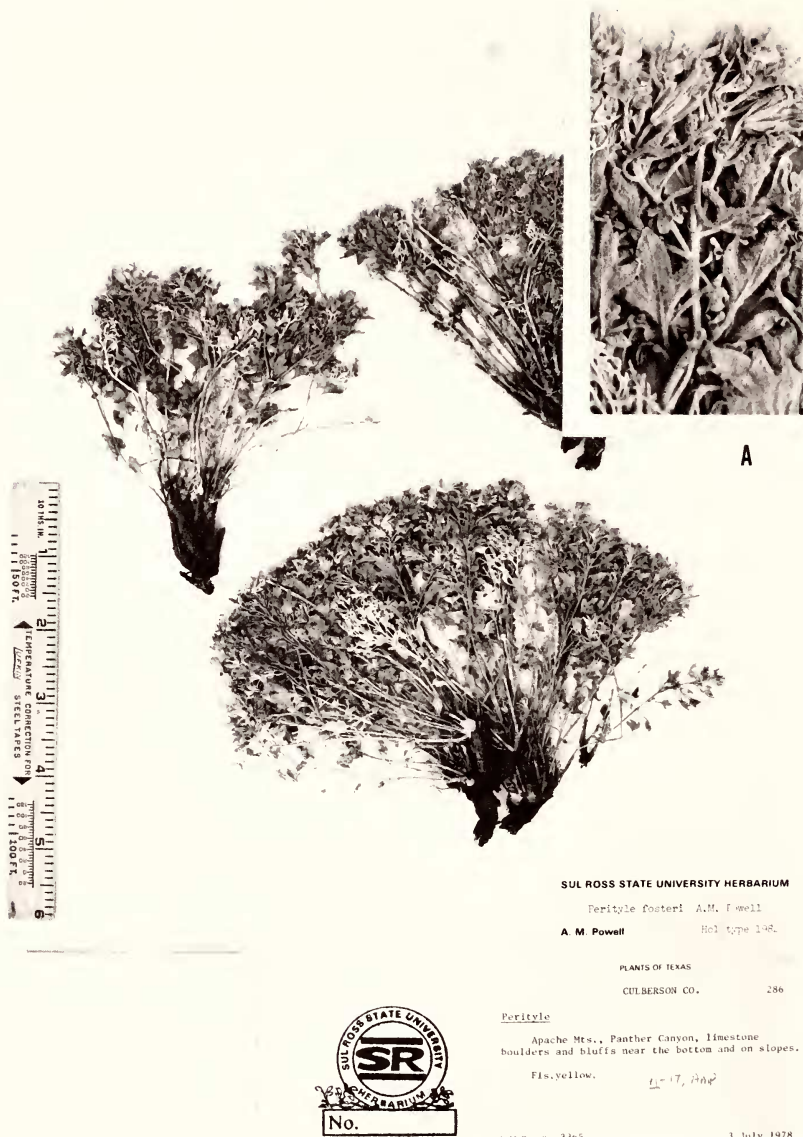 A
10 THS. IN.
50 FT.
TEMPERATURE CORRECTION FOR
LUFKIN
STEEL TAPES
100 FT.
1
2
3
4
5
6
SUL ROSS STATE UNIVERSITY HERBARIUM
Perityle fosteri A.M. Powell
A. M. Powell
PLANTS OF TEXAS
CULBERSON CO. 286
Perityle
Apache Mts., Panther Canyon, limestone
boulders and bluffs near the bottom and on slopes.
Fls.yellow.
SUL ROSS STATE UNIVERSITY
SR
HERBARIUM
No.
3 July 1978